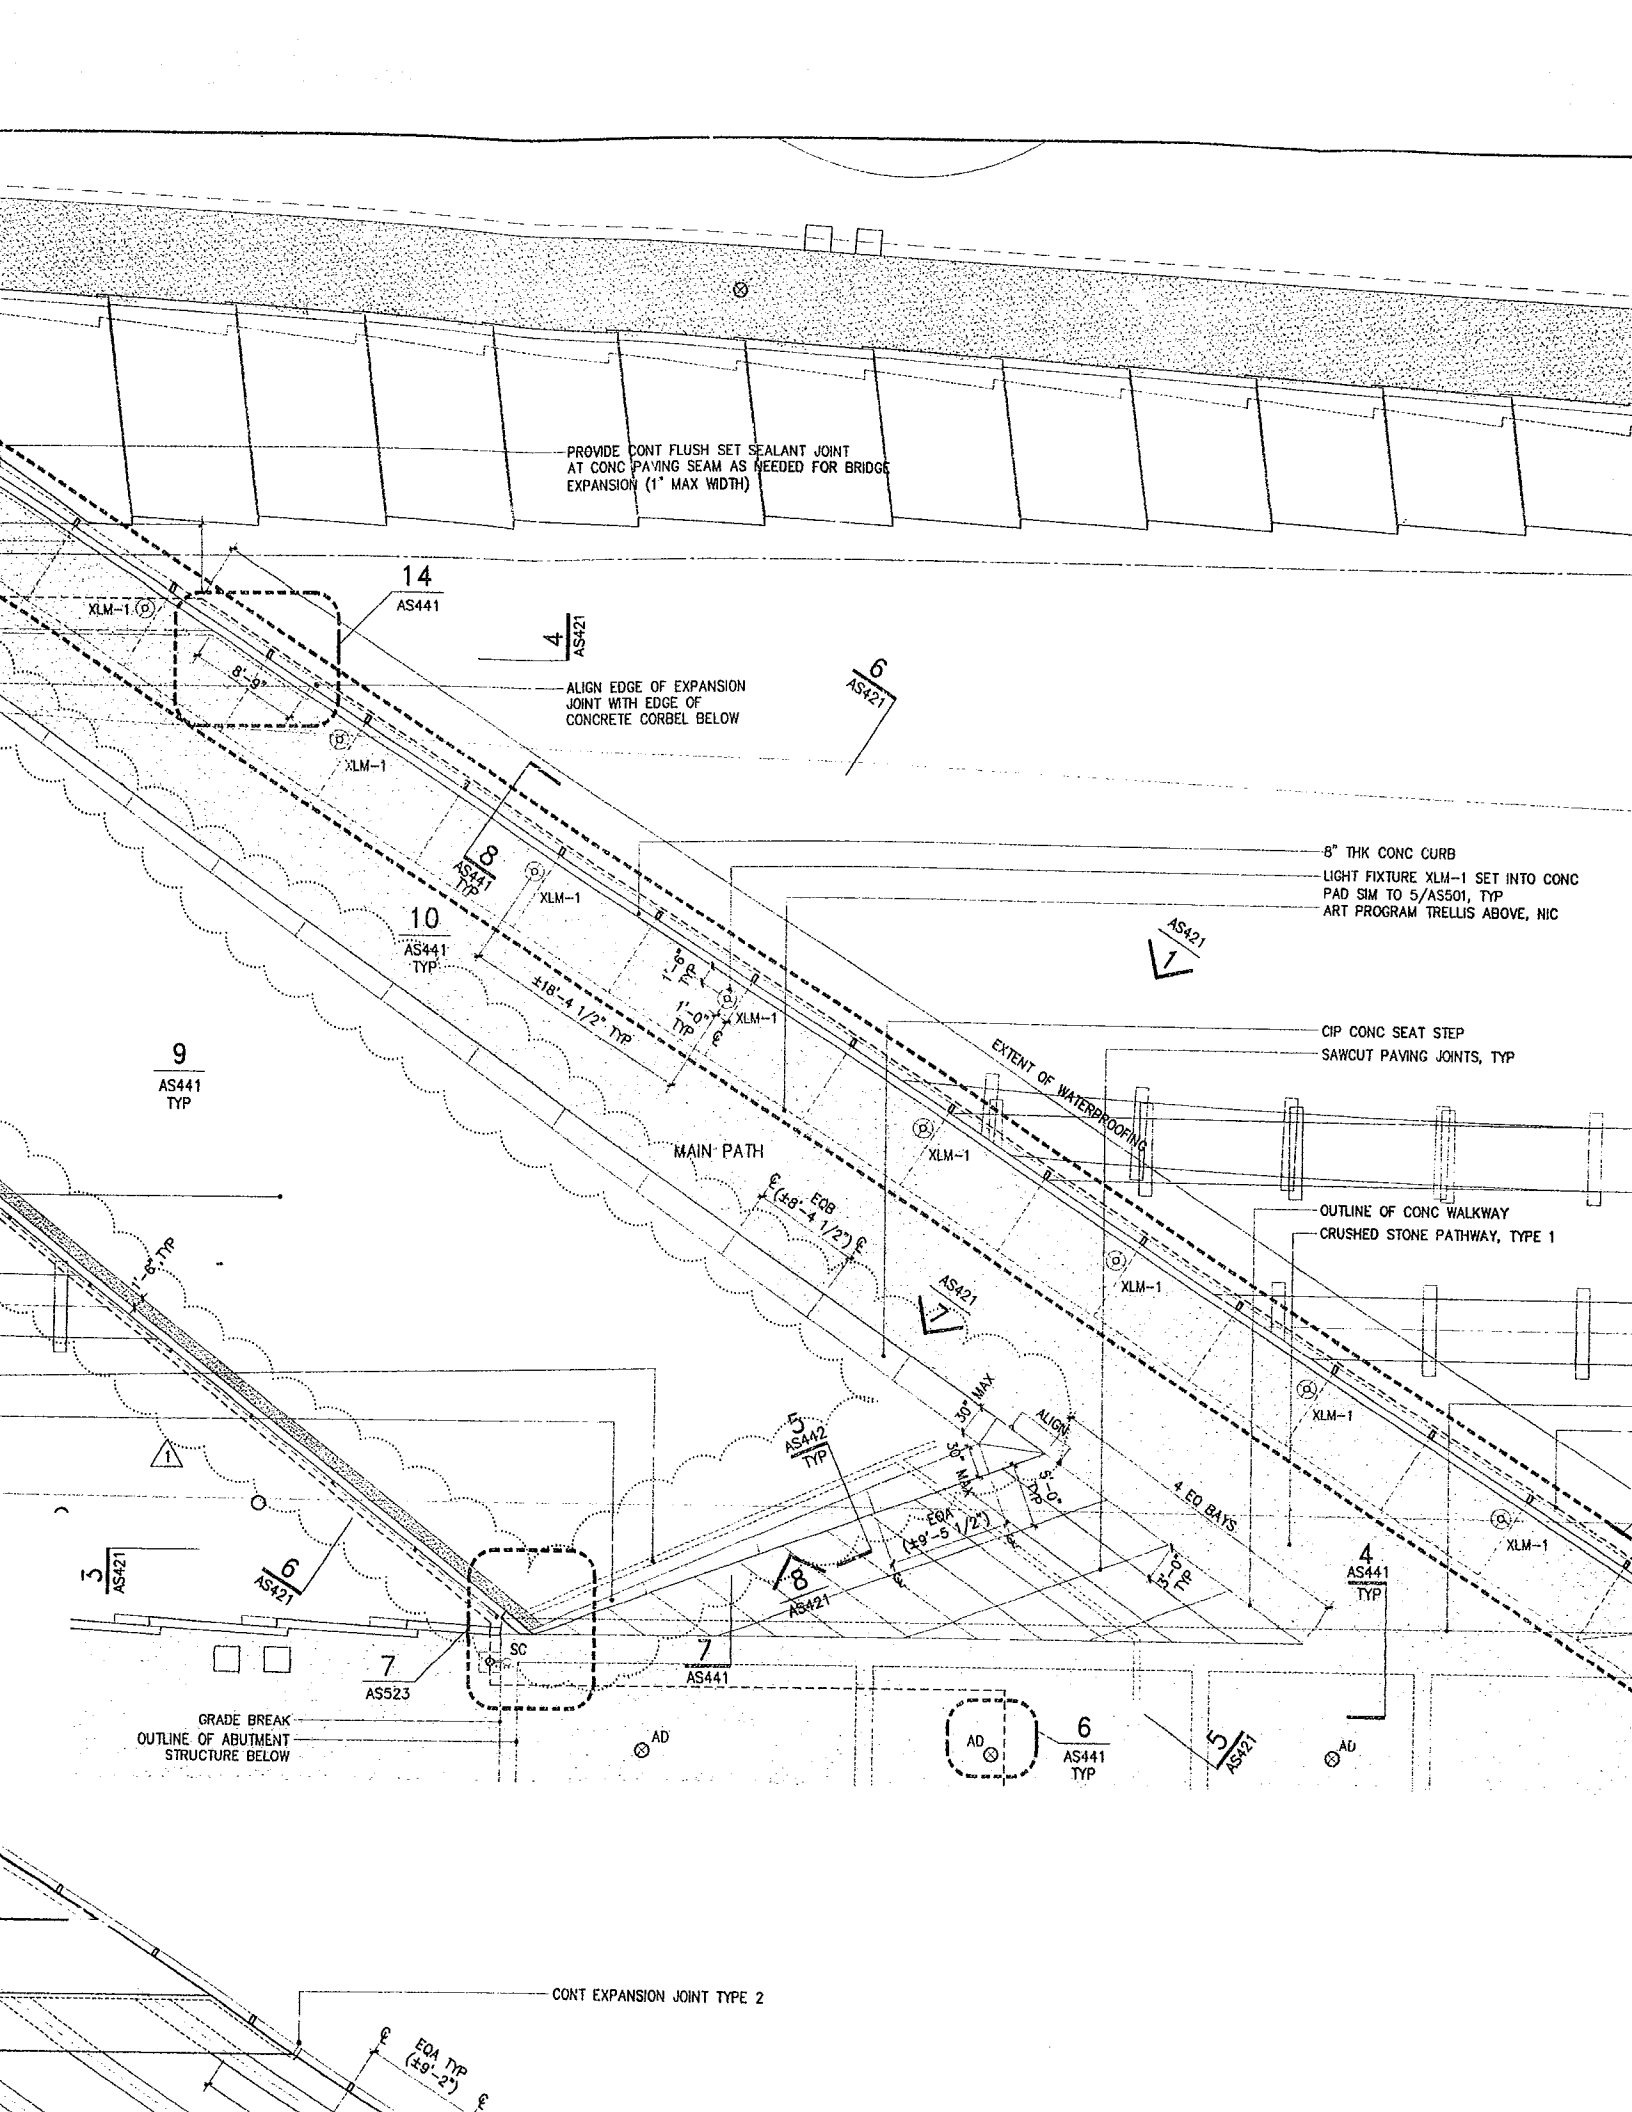 PROVIDE CONT FLUSH SET SEALANT JOINT
AT CONC PAVING SEAM AS NEEDED FOR BRIDGE
EXPANSION (1" MAX WIDTH)
14
AS441
4
AS421
6
AS421
XLM-1
8'-9"
ALIGN EDGE OF EXPANSION
JOINT WITH EDGE OF
CONCRETE CORBEL BELOW
XLM-1
8
AS441
TYP
XLM-1
8" THK CONC CURB
LIGHT FIXTURE XLM-1 SET INTO CONC
PAD SIM TO 5/AS501, TYP
ART PROGRAM TRELLIS ABOVE, NIC
10
AS441
TYP
AS421
1
1'-6"
TYP
±18'-4 1/2" TYP
1'-0"
TYP
XLM-1
CIP CONC SEAT STEP
SAWCUT PAVING JOINTS, TYP
9
AS441
TYP
EXTENT OF WATERPROOFING
MAIN PATH
XLM-1
EQB
(±8'-4 1/2")
OUTLINE OF CONC WALKWAY
CRUSHED STONE PATHWAY, TYPE 1
1'-6" TYP
AS421
7
XLM-1
30" MAX
ALIGN
XLM-1
5
AS442
TYP
30" MAX
5'-0"
TYP
1
4 EQ BAYS
EQA
(±9'-5 1/2")
XLM-1
3
AS421
6
AS421
8
AS421
3'-0"
TYP
4
AS441
TYP
SC
7
AS523
7
AS441
GRADE BREAK
OUTLINE OF ABUTMENT
STRUCTURE BELOW
AD
AD
6
AS441
TYP
5
AS421
AD
CONT EXPANSION JOINT TYPE 2
EQA TYP
(±9'-2")